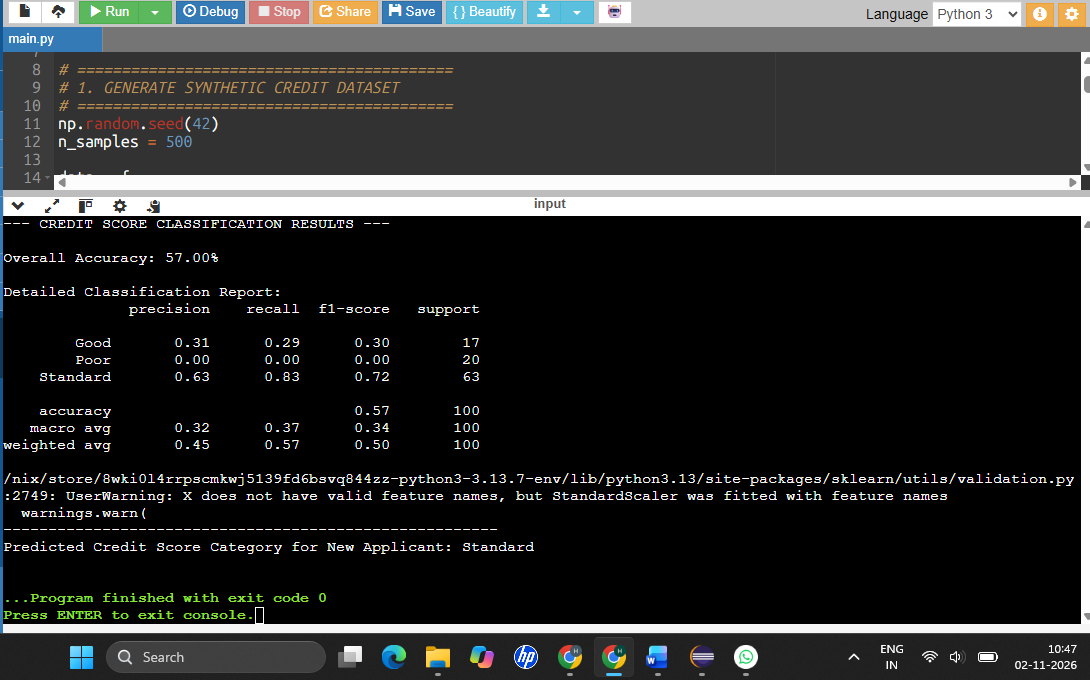 Run
Debug
Stop
Share
Save
{ } Beautify
Language Python 3
main.py
8 # ==========================================
9 # 1. GENERATE SYNTHETIC CREDIT DATASET
10 # ==========================================
11 np.random.seed(42)
12 n_samples = 500
13
14
input
--- CREDIT SCORE CLASSIFICATION RESULTS ---
Overall Accuracy: 57.00%
Detailed Classification Report:
precision recall f1-score support
Good 0.31 0.29 0.30 17
Poor 0.00 0.00 0.00 20
Standard 0.63 0.83 0.72 63
accuracy 0.57 100
macro avg 0.32 0.37 0.34 100
weighted avg 0.45 0.57 0.50 100
/nix/store/8wki0l4rrpscmkwj5139fd6bsvq844zz-python3-3.13.7-env/lib/python3.13/site-packages/sklearn/utils/validation.py
:2749: UserWarning: X does not have valid feature names, but StandardScaler was fitted with feature names
warnings.warn(
-------------------------------------------------------
Predicted Credit Score Category for New Applicant: Standard
...Program finished with exit code 0
Press ENTER to exit console.
Search
hp
H
H
W
ENG
IN
10:47
02-11-2026